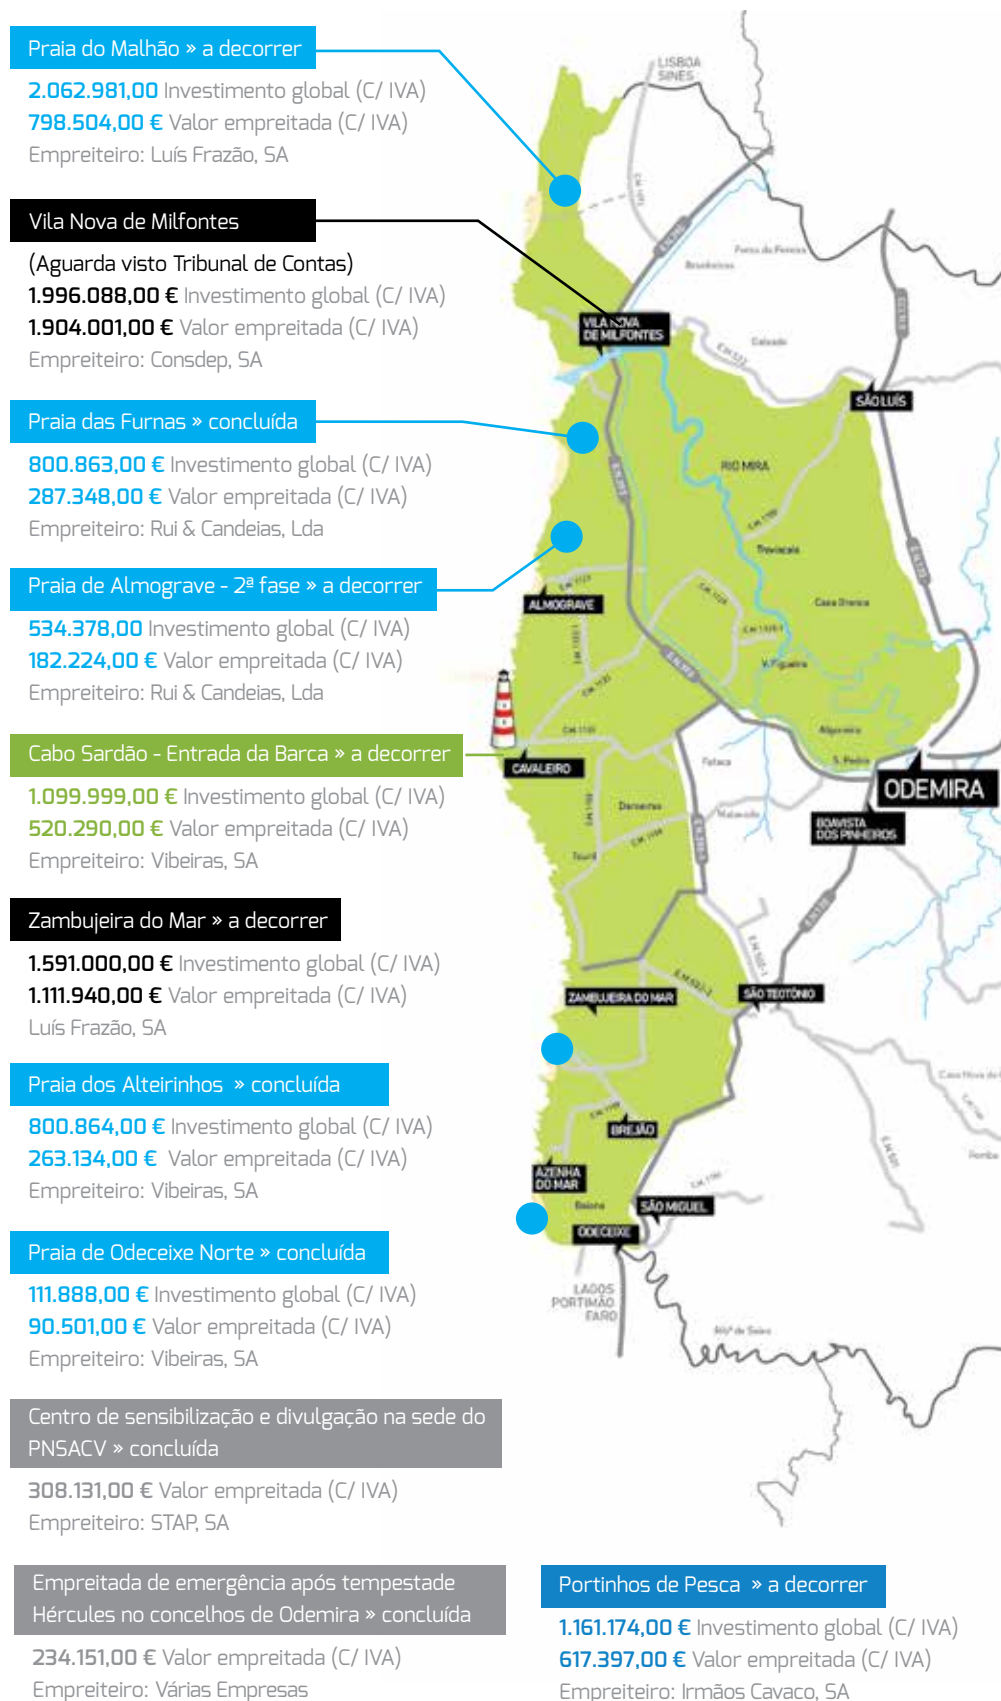 Praia do Malhão » a decorrer
2.062.981,00 Investimento global (C/ IVA)
798.504,00 € Valor empreitada (C/ IVA)
Empreiteiro: Luís Frazão, SA
Vila Nova de Milfontes
(Aguarda visto Tribunal de Contas)
1.996.088,00 € Investimento global (C/ IVA)
1.904.001,00 € Valor empreitada (C/ IVA)
Empreiteiro: Consdep, SA
Praia das Furnas » concluída
800.863,00 € Investimento global (C/ IVA)
287.348,00 € Valor empreitada (C/ IVA)
Empreiteiro: Rui & Candeias, Lda
Praia de Almograve - 2ª fase » a decorrer
534.378,00 Investimento global (C/ IVA)
182.224,00 € Valor empreitada (C/ IVA)
Empreiteiro: Rui & Candeias, Lda
Cabo Sardão - Entrada da Barca » a decorrer
1.099.999,00 € Investimento global (C/ IVA)
520.290,00 € Valor empreitada (C/ IVA)
Empreiteiro: Vibeiras, SA
Zambujeira do Mar » a decorrer
1.591.000,00 € Investimento global (C/ IVA)
1.111.940,00 € Valor empreitada (C/ IVA)
Luís Frazão, SA
Praia dos Alteirinhos » concluída
800.864,00 € Investimento global (C/ IVA)
263.134,00 € Valor empreitada (C/ IVA)
Empreiteiro: Vibeiras, SA
Praia de Odeceixe Norte » concluída
111.888,00 € Investimento global (C/ IVA)
90.501,00 € Valor empreitada (C/ IVA)
Empreiteiro: Vibeiras, SA
Centro de sensibilização e divulgação na sede do
PNSACV » concluída
308.131,00 € Valor empreitada (C/ IVA)
Empreiteiro: STAP, SA
Empreitada de emergência após tempestade
Hércules no concelhos de Odemira » concluída
234.151,00 € Valor empreitada (C/ IVA)
Empreiteiro: Várias Empresas
Portinhos de Pesca » a decorrer
1.161.174,00 € Investimento global (C/ IVA)
617.397,00 € Valor empreitada (C/ IVA)
Empreiteiro: Irmãos Cavaco, SA
LISBOA
SINES
VILA NOVA
DE MILFONTES
SÃO LUÍS
RIO MIRA
ALMOGRAVE
V. Figueira
CAVALEIRO
S. Pedro
ODEMIRA
BOAVISTA
DOS PINHEIROS
ZAMBUJEIRA DO MAR
SÃO TEOTÓNIO
BREJÃO
AZENHA
DO MAR
Baiona
SÃO MIGUEL
ODECEIXE
LAGOS
PORTIMÃO
FARO